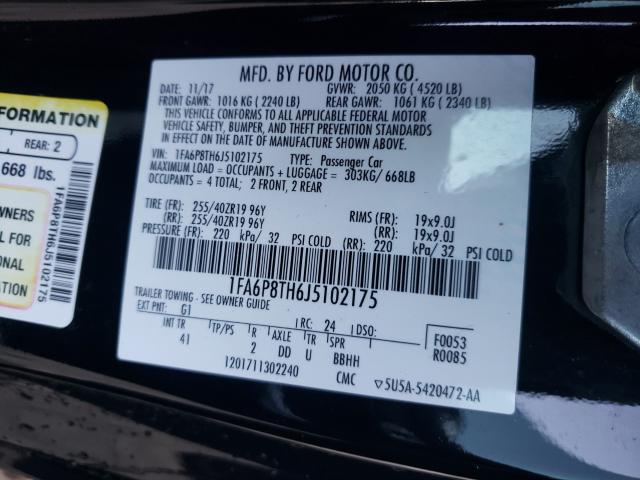 MFD. BY FORD MOTOR CO.
DATE: 11/17 GVWR: 2050 KG ( 4520 LB)
FRONT GAWR: 1016 KG ( 2240 LB) REAR GAWR: 1061 KG ( 2340 LB)
THIS VEHICLE CONFORMS TO ALL APPLICABLE FEDERAL MOTOR
VEHICLE SAFETY, BUMPER, AND THEFT PREVENTION STANDARDS
IN EFFECT ON THE DATE OF MANUFACTURE SHOWN ABOVE.
VIN: 1FA6P8TH6J5102175 TYPE: Passenger Car
MAXIMUM LOAD = OCCUPANTS + LUGGAGE = 303KG/ 668LB
OCCUPANTS = 4 TOTAL; 2 FRONT, 2 REAR
TIRE (FR): 255/40ZR19 96Y RIMS (FR): 19x9.0J
(RR): 255/40ZR19 96Y (RR): 19x9.0J
PRESSURE (FR): 220 kPa/ 32 PSI COLD (RR): 220 kPa/ 32 PSI COLD
1FA6P8TH6J5102175
TRAILER TOWING - SEE OWNER GUIDE
EXT PNT: G1 RC: 24 DSO: F0053
INT TR TP/PS R AXLE TR SPR R0085
41 2 DD U BBHH
1201711302240 CMC ▽5U5A-5420472-AA
FORMATION
REAR: 2
668 lbs.
WNERS
L FOR
ONAL
ATION
1FA6P8TH6J5102175